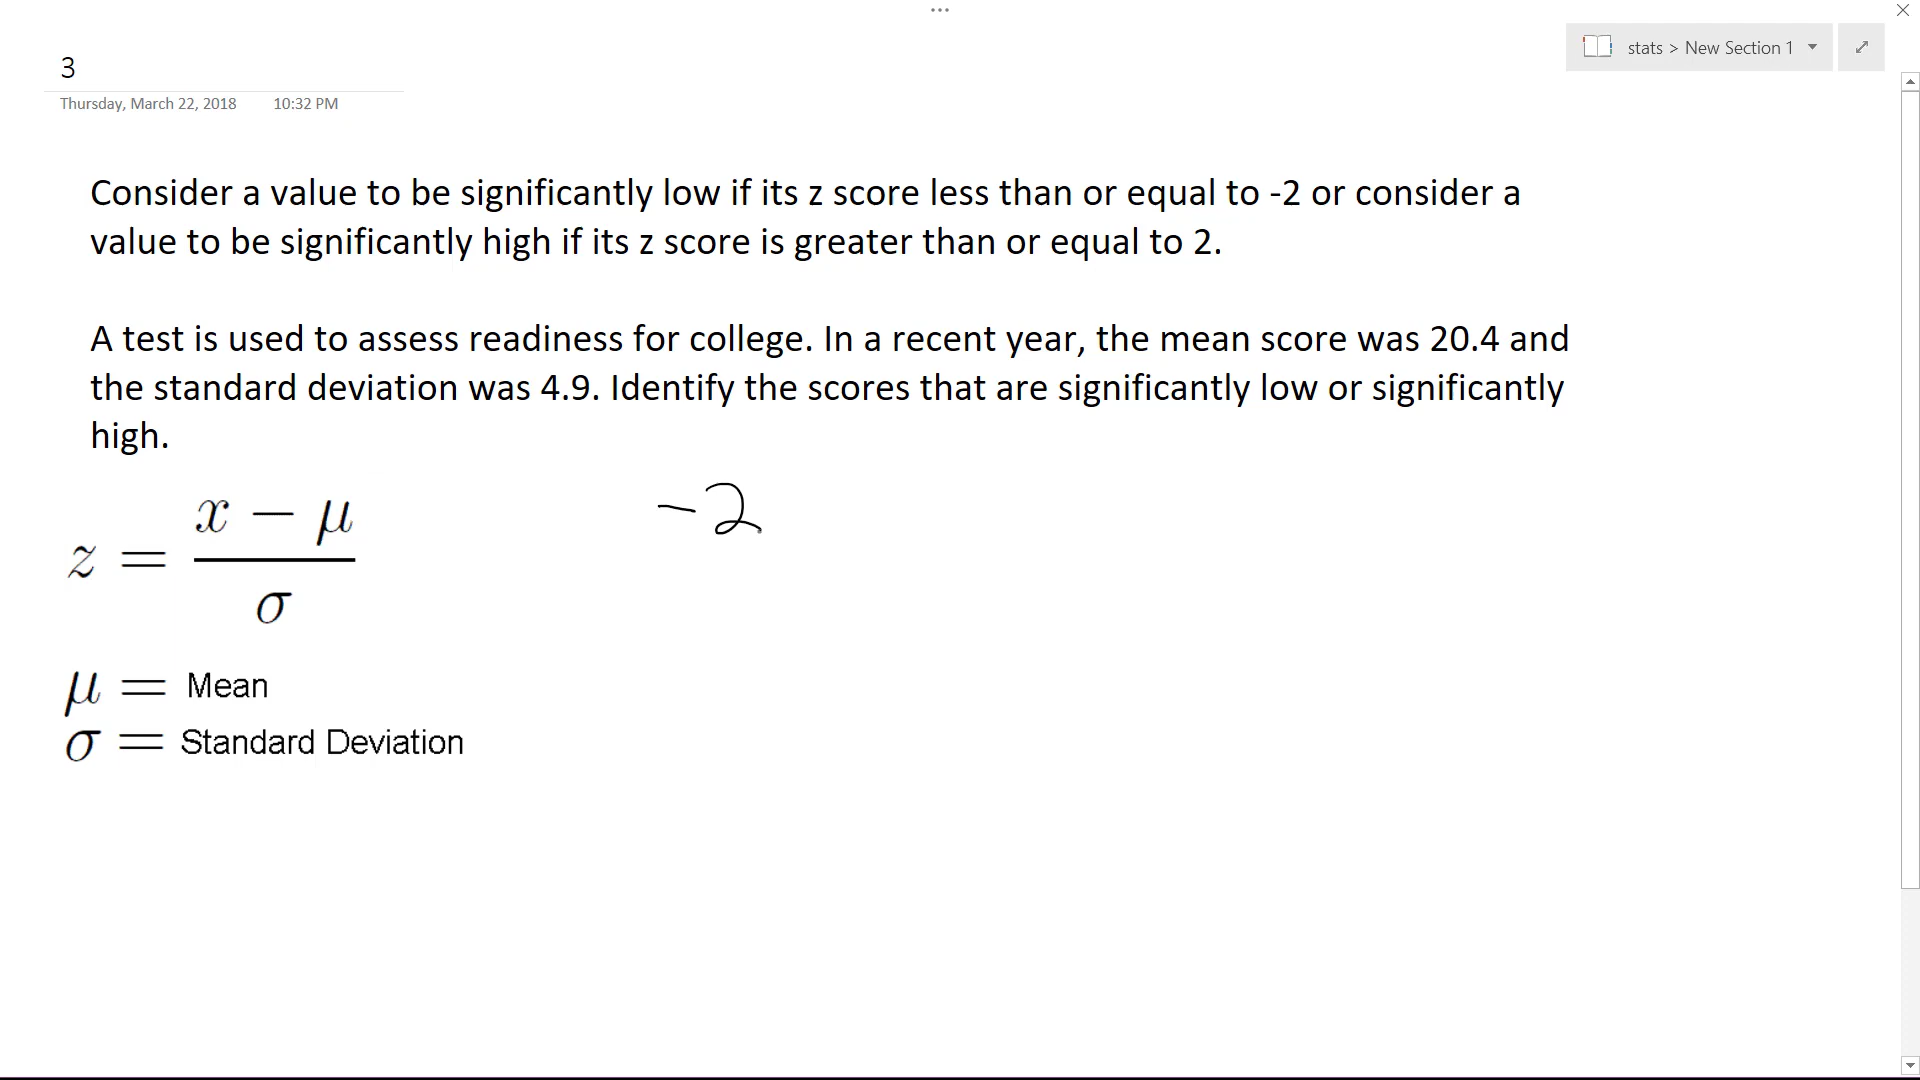 ...
stats > New Section 1
3
Thursday, March 22, 2018 10:32 PM
Consider a value to be significantly low if its z score less than or equal to -2 or consider a
value to be significantly high if its z score is greater than or equal to 2.
A test is used to assess readiness for college. In a recent year, the mean score was 20.4 and
the standard deviation was 4.9. Identify the scores that are significantly low or significantly
high.
z = (x − μ) / σ
-2
μ = Mean
σ = Standard Deviation